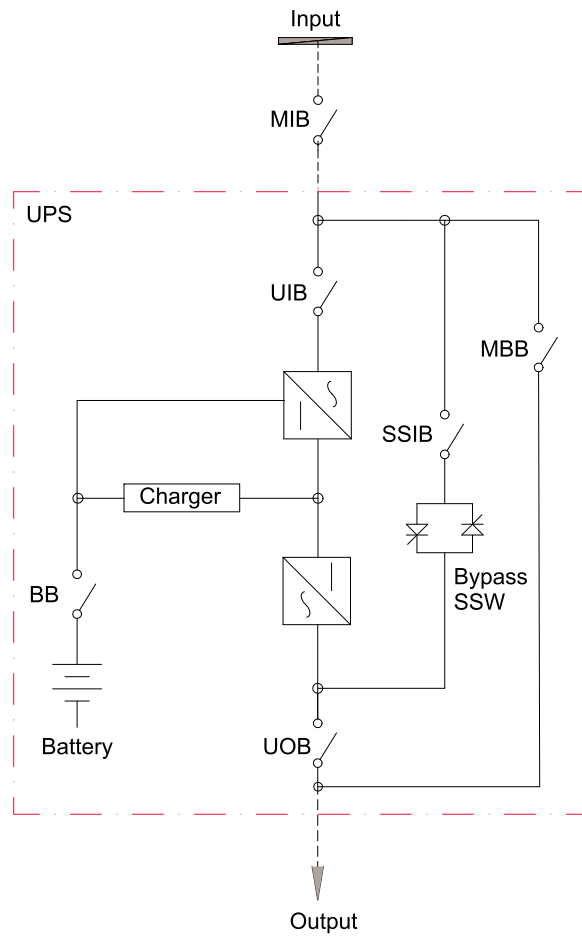 Input
MIB
UPS
UIB
MBB
SSIB
Charger
Bypass
SSW
BB
Battery
UOB
Output